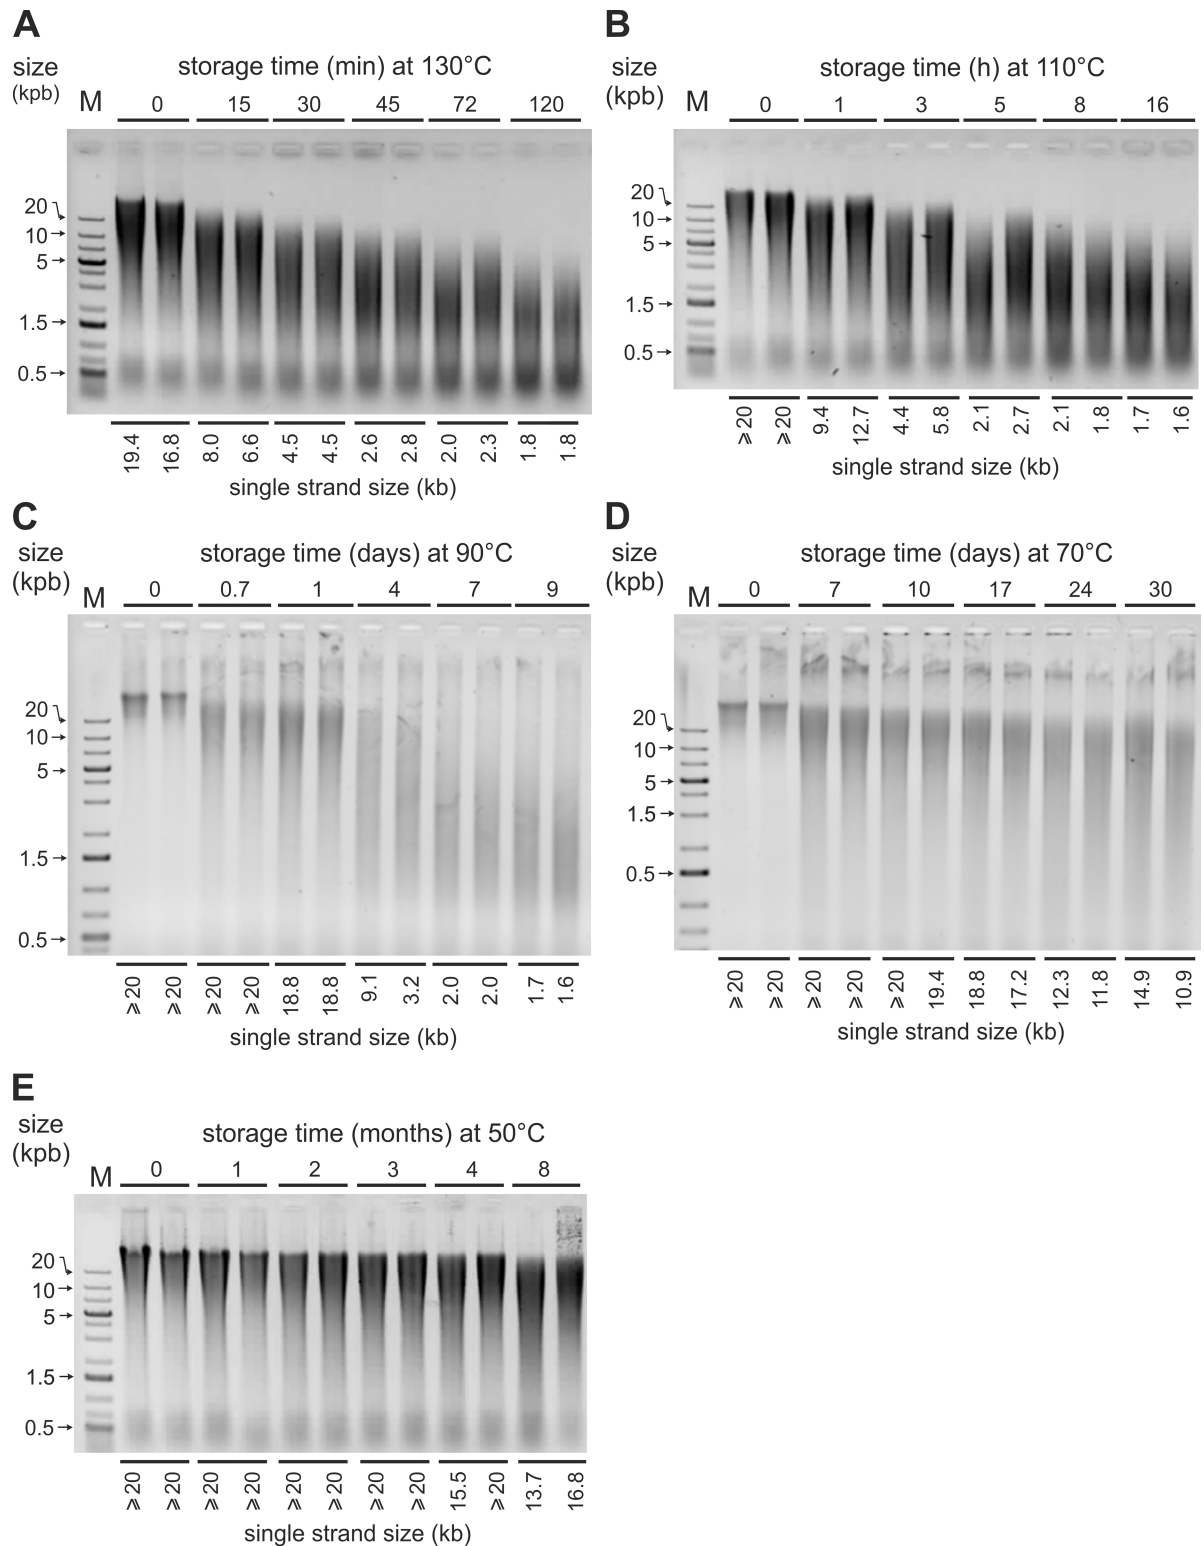 A
size
(kpb)
storage time (min) at 130°C
M 0 15 30 45 72 120
20
10
5
1.5
0.5
19.4 16.8 8.0 6.6 4.5 4.5 2.6 2.8 2.0 2.3 1.8 1.8
single strand size (kb)
B
size
(kpb)
storage time (h) at 110°C
M 0 1 3 5 8 16
20
10
5
1.5
0.5
⩾20 ⩾20 9.4 12.7 4.4 5.8 2.1 2.7 2.1 1.8 1.7 1.6
single strand size (kb)
C
size
(kpb)
storage time (days) at 90°C
M 0 0.7 1 4 7 9
20
10
5
1.5
0.5
⩾20 ⩾20 ⩾20 ⩾20 18.8 18.8 9.1 3.2 2.0 2.0 1.7 1.6
single strand size (kb)
D
size
(kpb)
storage time (days) at 70°C
M 0 7 10 17 24 30
20
10
5
1.5
0.5
⩾20 ⩾20 ⩾20 ⩾20 ⩾20 19.4 18.8 17.2 12.3 11.8 14.9 10.9
single strand size (kb)
E
size
(kpb)
storage time (months) at 50°C
M 0 1 2 3 4 8
20
10
5
1.5
0.5
⩾20 ⩾20 ⩾20 ⩾20 ⩾20 ⩾20 ⩾20 ⩾20 15.5 ⩾20 13.7 16.8
single strand size (kb)